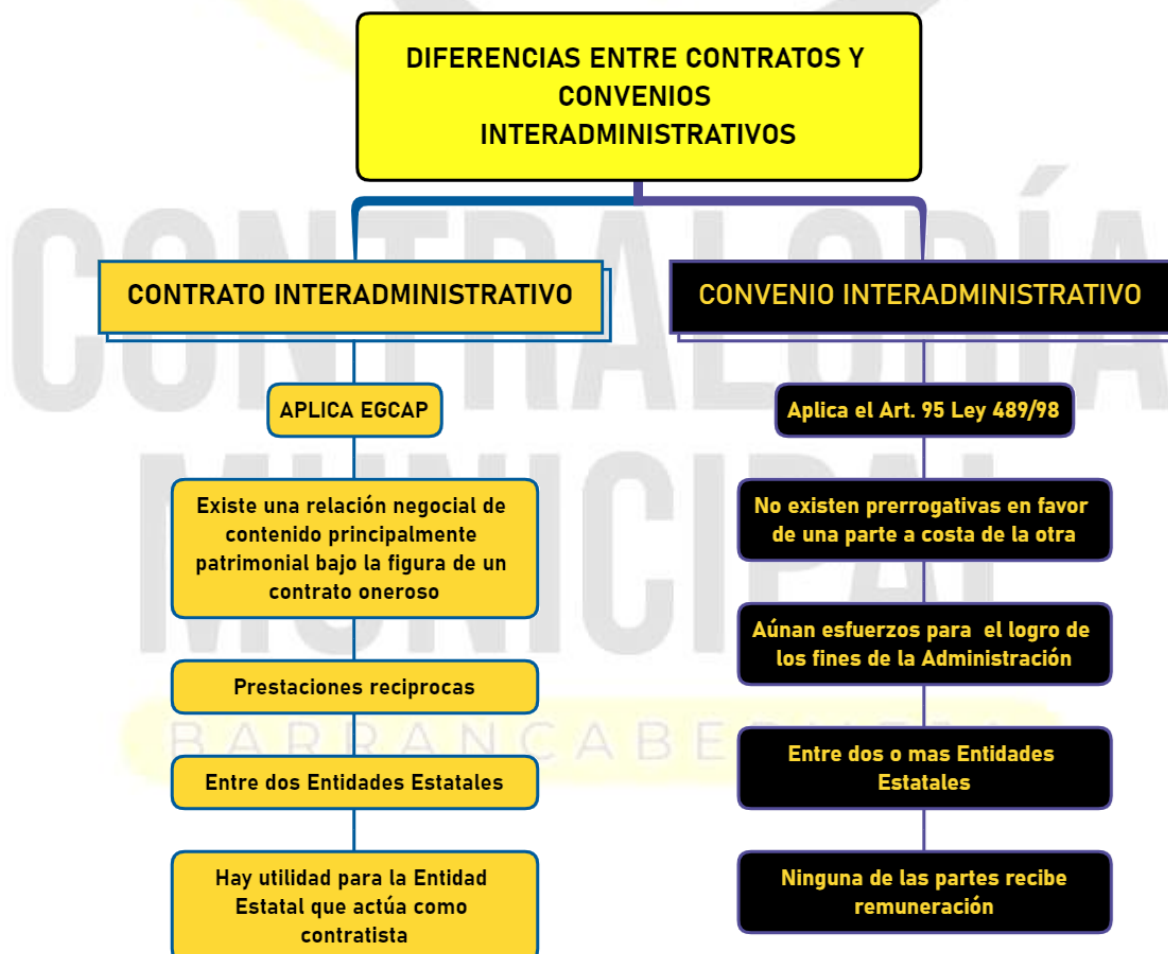 DIFERENCIAS ENTRE CONTRATOS Y
CONVENIOS
INTERADMINISTRATIVOS
CONTRATO INTERADMINISTRATIVO
APLICA EGCAP
Existe una relación negocial de
contenido principalmente
patrimonial bajo la figura de un
contrato oneroso
Prestaciones reciprocas
Entre dos Entidades Estatales
Hay utilidad para la Entidad
Estatal que actúa como
contratista
CONVENIO INTERADMINISTRATIVO
Aplica el Art. 95 Ley 489/98
No existen prerrogativas en favor
de una parte a costa de la otra
Aúnan esfuerzos para  el logro de
los fines de la Administración
Entre dos o mas Entidades
Estatales
Ninguna de las partes recibe
remuneración
CONTRALORÍA
MUNICIPAL